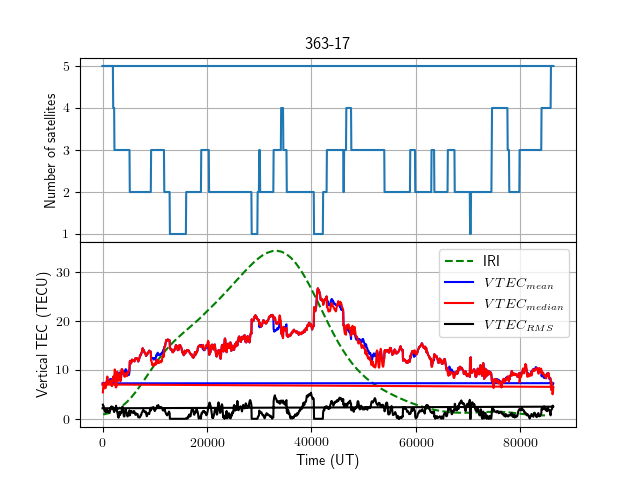 363-17
Number of satellites
5
4
3
2
1
Vertical TEC (TECU)
30
20
10
0
IRI
VTEC_mean
VTEC_median
VTEC_RMS
0 20000 40000 60000 80000
Time (UT)